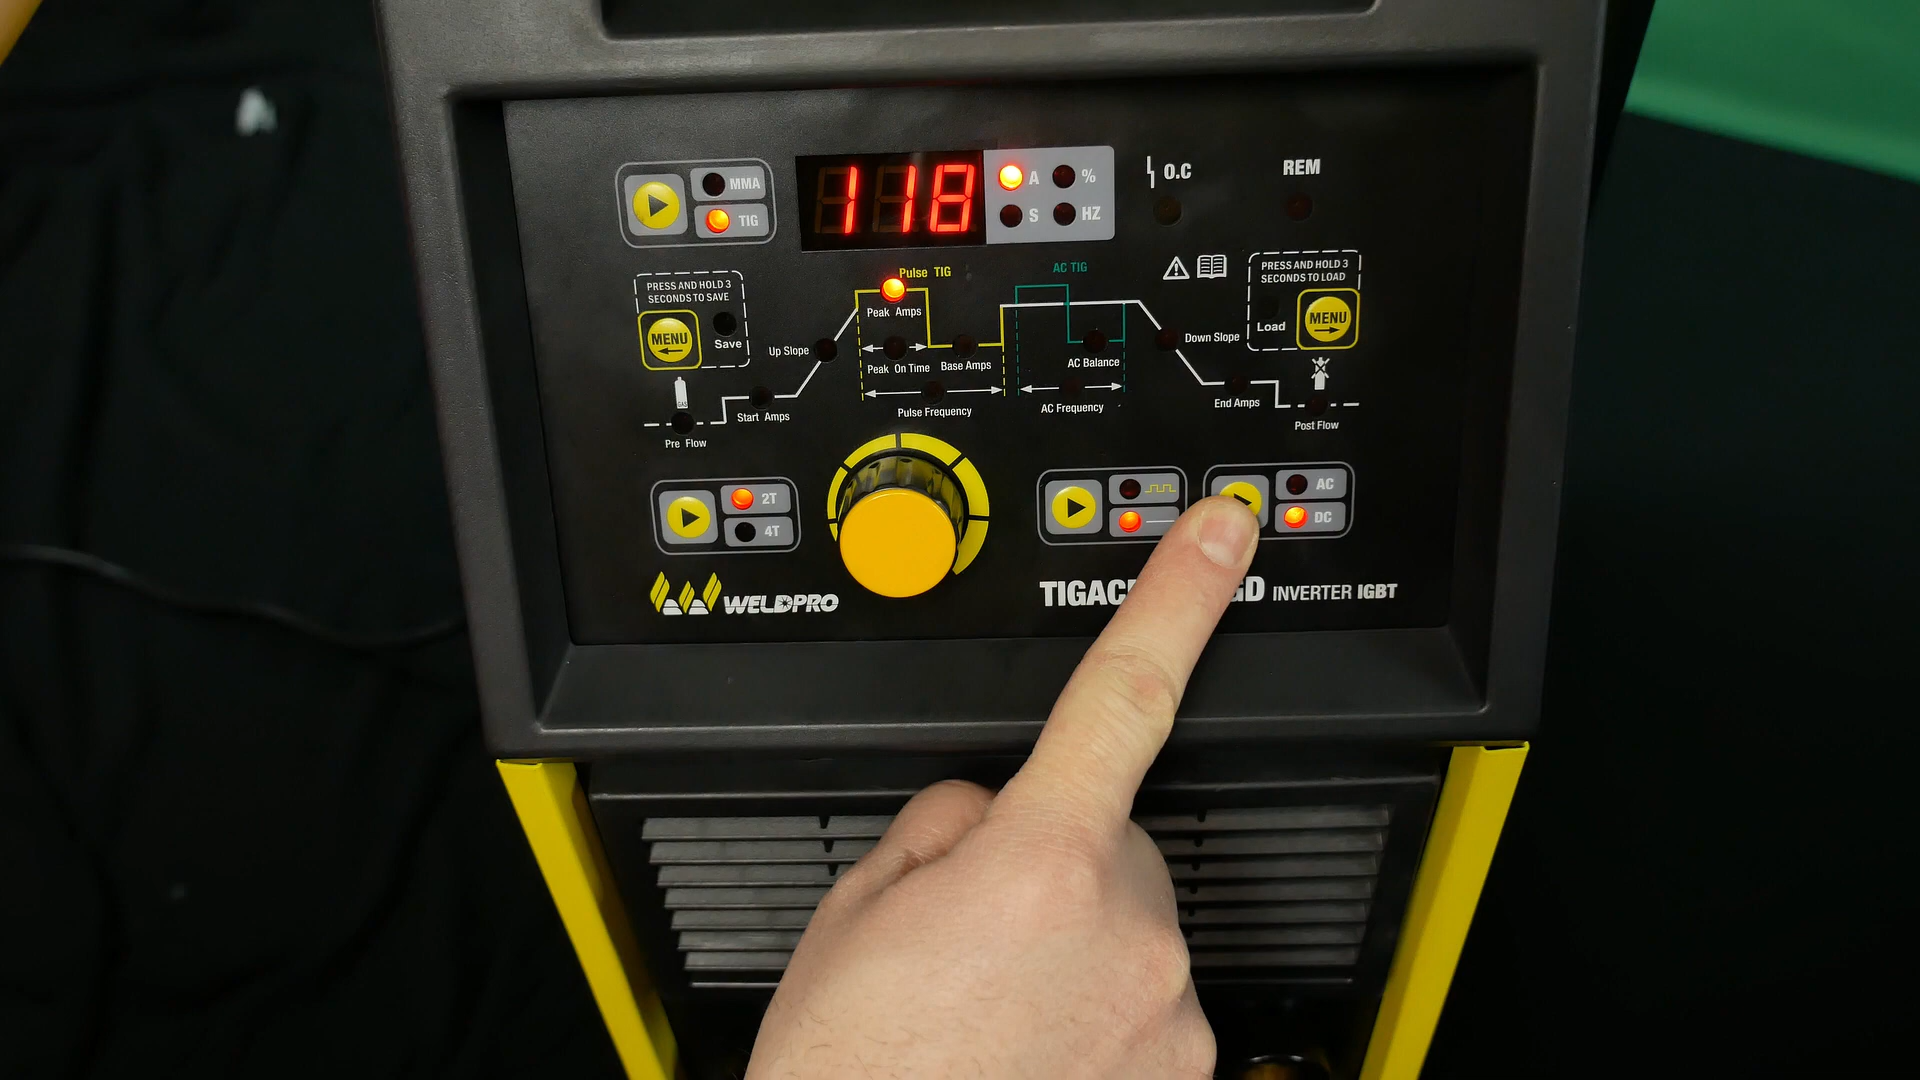 MMA
TIG
118
A
%
S
HZ
O.C
REM
PRESS AND HOLD 3
SECONDS TO SAVE
MENU
Save
Pulse TIG
Peak Amps
AC TIG
PRESS AND HOLD 3
SECONDS TO LOAD
MENU
Load
Up Slope
Peak On Time
Base Amps
AC Balance
Down Slope
GAS
Start Amps
Pulse Frequency
AC Frequency
End Amps
Pre Flow
Post Flow
2T
4T
AC
DC
WELDPRO
INVERTER IGBT